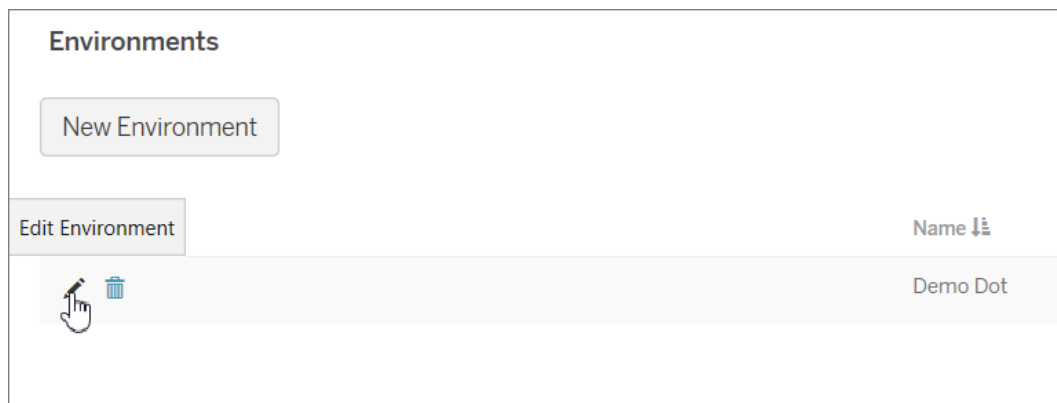 Environments
New Environment
Edit Environment
Name
Demo Dot